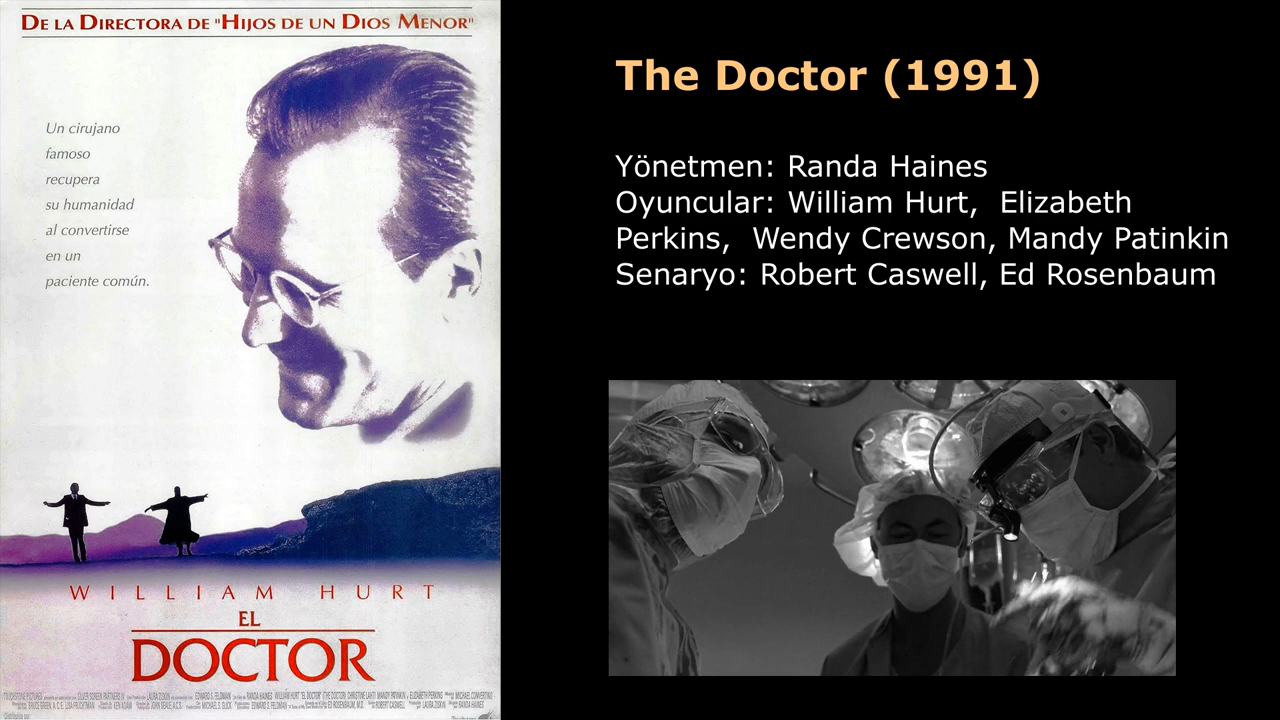 DE LA DIRECTORA DE "HIJOS DE UN DIOS MENOR"
Un cirujano
famoso
recupera
su humanidad
al convertirse
en un
paciente común.
WILLIAM HURT
EL
DOCTOR
The Doctor (1991)
Yönetmen: Randa Haines
Oyuncular: William Hurt, Elizabeth
Perkins, Wendy Crewson, Mandy Patinkin
Senaryo: Robert Caswell, Ed Rosenbaum